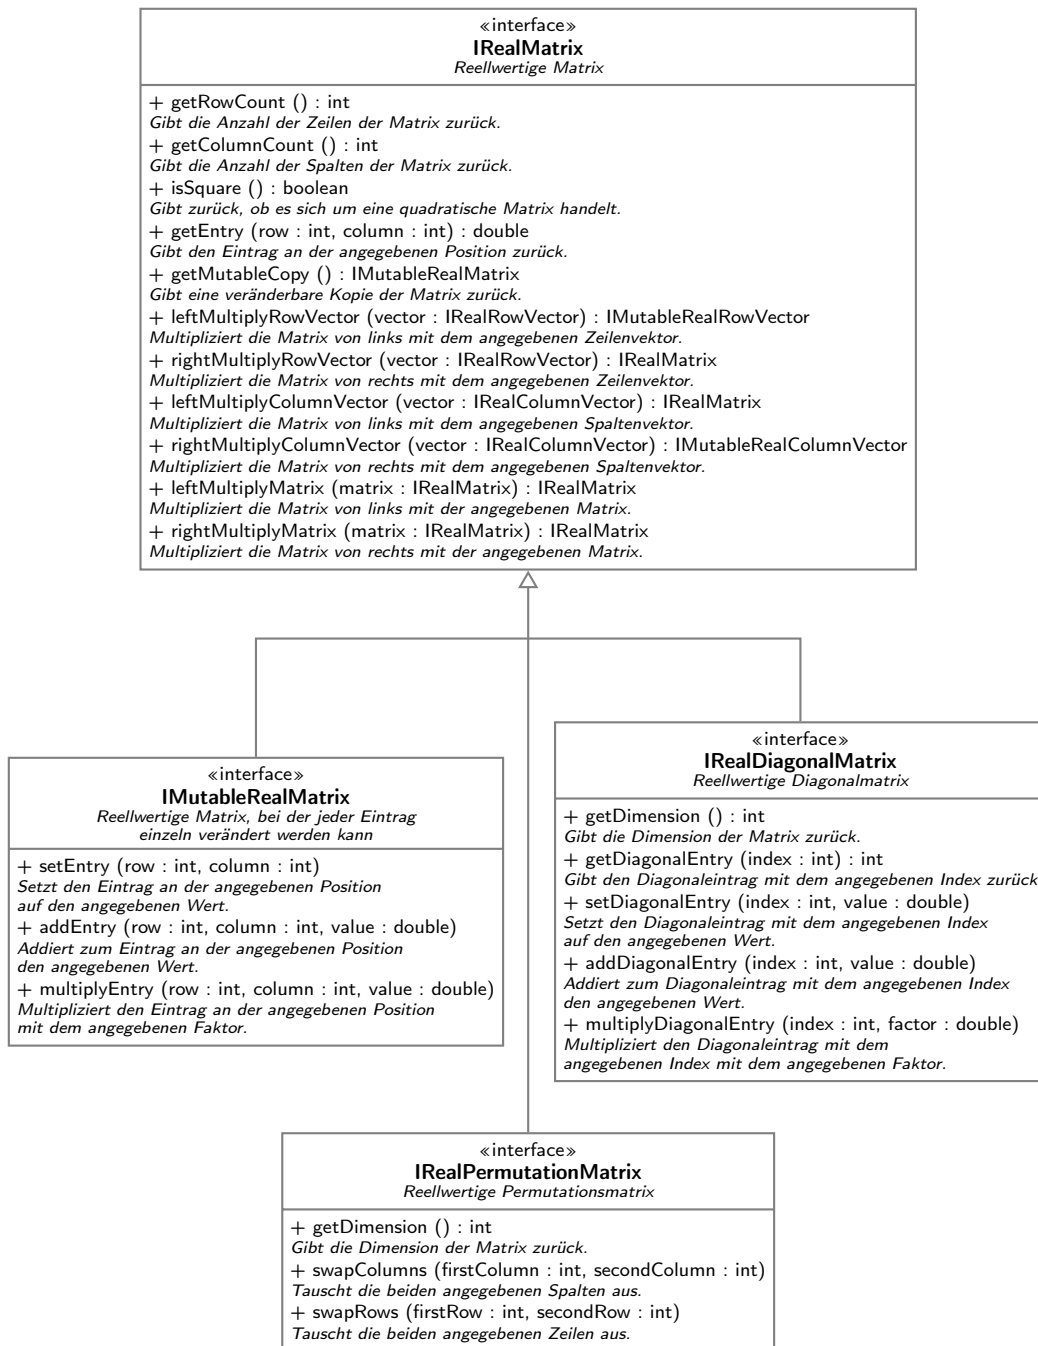 «interface»
IRealMatrix
Reellwertige Matrix
+ getRowCount () : int
Gibt die Anzahl der Zeilen der Matrix zurück.
+ getColumnCount () : int
Gibt die Anzahl der Spalten der Matrix zurück.
+ isSquare () : boolean
Gibt zurück, ob es sich um eine quadratische Matrix handelt.
+ getEntry (row : int, column : int) : double
Gibt den Eintrag an der angegebenen Position zurück.
+ getMutableCopy () : IMutableRealMatrix
Gibt eine veränderbare Kopie der Matrix zurück.
+ leftMultiplyRowVector (vector : IRealRowVector) : IMutableRealRowVector
Multipliziert die Matrix von links mit dem angegebenen Zeilenvektor.
+ rightMultiplyRowVector (vector : IRealRowVector) : IRealMatrix
Multipliziert die Matrix von rechts mit dem angegebenen Zeilenvektor.
+ leftMultiplyColumnVector (vector : IRealColumnVector) : IRealMatrix
Multipliziert die Matrix von links mit dem angegebenen Spaltenvektor.
+ rightMultiplyColumnVector (vector : IRealColumnVector) : IMutableRealColumnVector
Multipliziert die Matrix von rechts mit dem angegebenen Spaltenvektor.
+ leftMultiplyMatrix (matrix : IRealMatrix) : IRealMatrix
Multipliziert die Matrix von links mit der angegebenen Matrix.
+ rightMultiplyMatrix (matrix : IRealMatrix) : IRealMatrix
Multipliziert die Matrix von rechts mit der angegebenen Matrix.
«interface»
IMutableRealMatrix
Reellwertige Matrix, bei der jeder Eintrag
einzeln verändert werden kann
+ setEntry (row : int, column : int)
Setzt den Eintrag an der angegebenen Position
auf den angegebenen Wert.
+ addEntry (row : int, column : int, value : double)
Addiert zum Eintrag an der angegebenen Position
den angegebenen Wert.
+ multiplyEntry (row : int, column : int, value : double)
Multipliziert den Eintrag an der angegebenen Position
mit dem angegebenen Faktor.
«interface»
IRealDiagonalMatrix
Reellwertige Diagonalmatrix
+ getDimension () : int
Gibt die Dimension der Matrix zurück.
+ getDiagonalEntry (index : int) : int
Gibt den Diagonaleintrag mit dem angegebenen Index zurück
+ setDiagonalEntry (index : int, value : double)
Setzt den Diagonaleintrag mit dem angegebenen Index
auf den angegebenen Wert.
+ addDiagonalEntry (index : int, value : double)
Addiert zum Diagonaleintrag mit dem angegebenen Index
den angegebenen Wert.
+ multiplyDiagonalEntry (index : int, factor : double)
Multipliziert den Diagonaleintrag mit dem
angegebenen Index mit dem angegebenen Faktor.
«interface»
IRealPermutationMatrix
Reellwertige Permutationsmatrix
+ getDimension () : int
Gibt die Dimension der Matrix zurück.
+ swapColumns (firstColumn : int, secondColumn : int)
Tauscht die beiden angegebenen Spalten aus.
+ swapRows (firstRow : int, secondRow : int)
Tauscht die beiden angegebenen Zeilen aus.